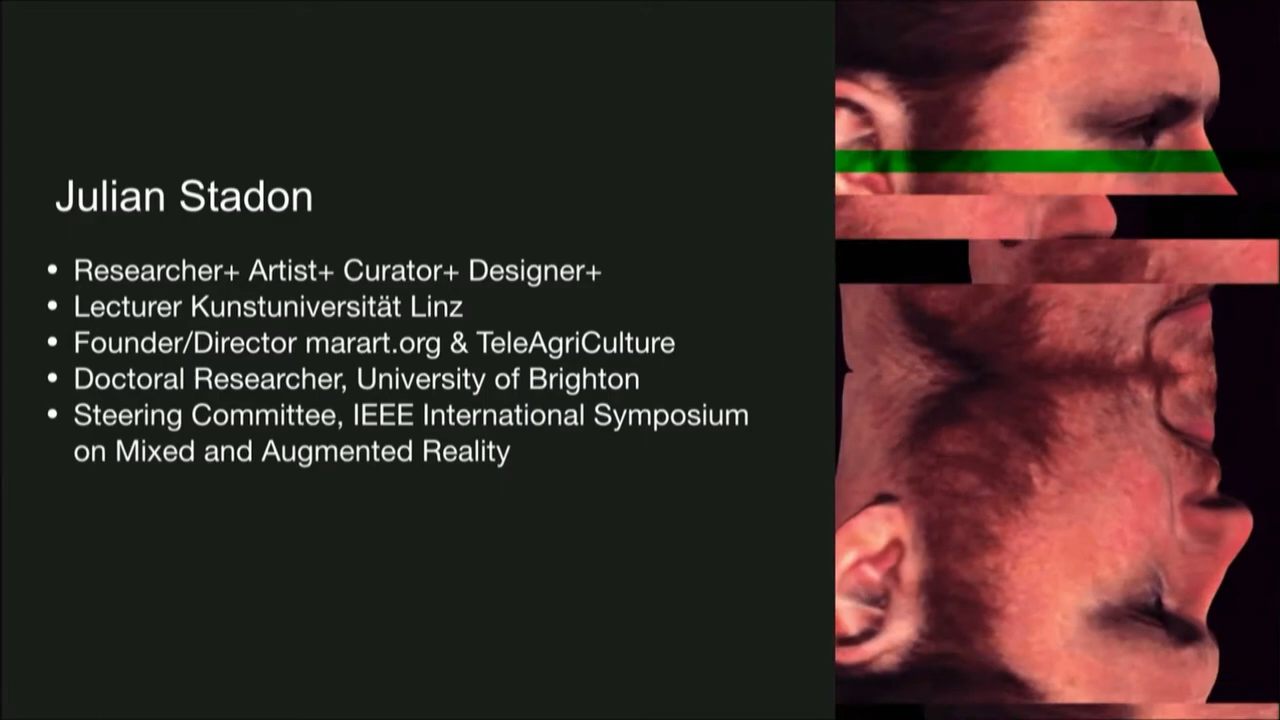 Julian Stadon
• Researcher+ Artist+ Curator+ Designer+
• Lecturer Kunstuniversität Linz
• Founder/Director marart.org & TeleAgriCulture
• Doctoral Researcher, University of Brighton
• Steering Committee, IEEE International Symposium
on Mixed and Augmented Reality